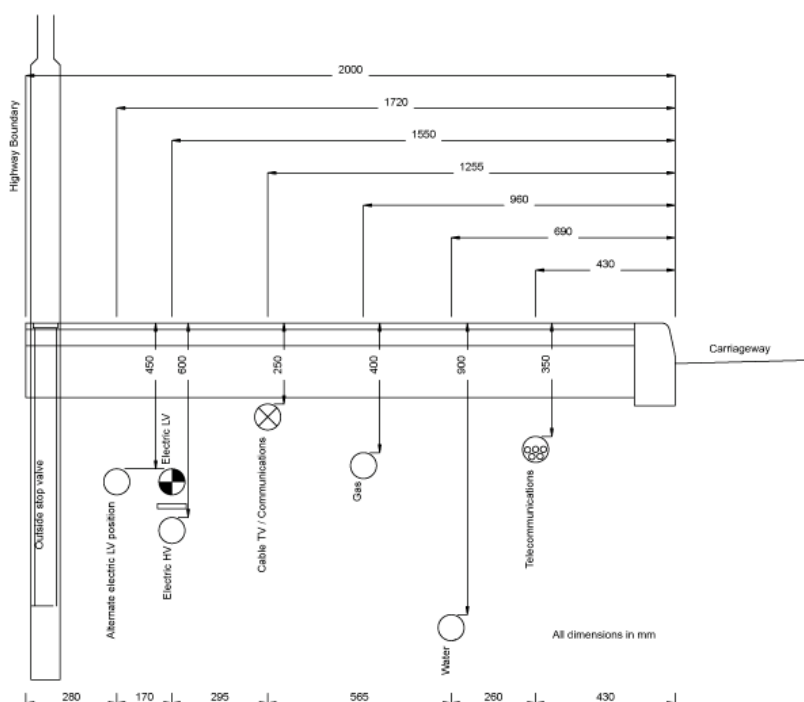 2000
1720
1550
1255
960
690
430
Highway Boundary
Carriageway
450
600
250
400
900
350
Electric LV
Outside stop valve
Alternate electric LV position
Electric HV
Cable TV / Communications
Gas
Water
Telecommunications
All dimensions in mm
280
170
295
565
260
430